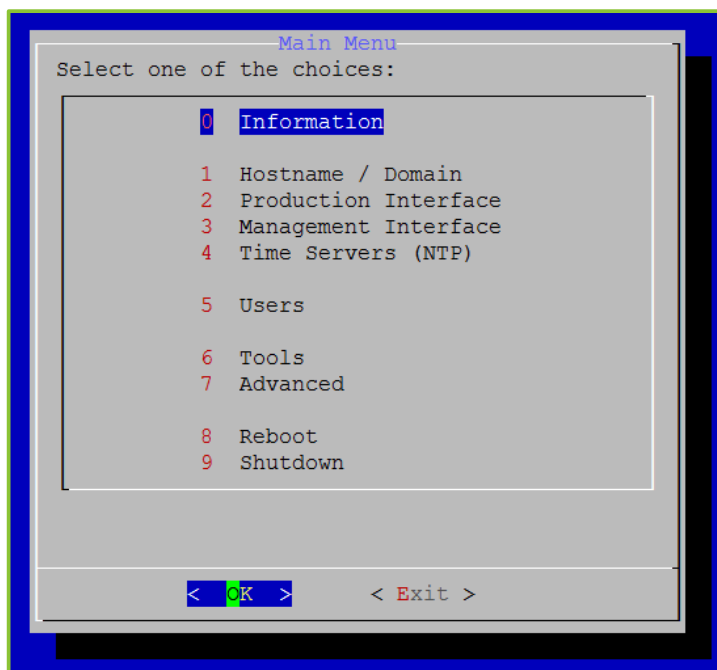 Main Menu
Select one of the choices:
0 Information
1 Hostname / Domain
2 Production Interface
3 Management Interface
4 Time Servers (NTP)
5 Users
6 Tools
7 Advanced
8 Reboot
9 Shutdown
< OK > < Exit >